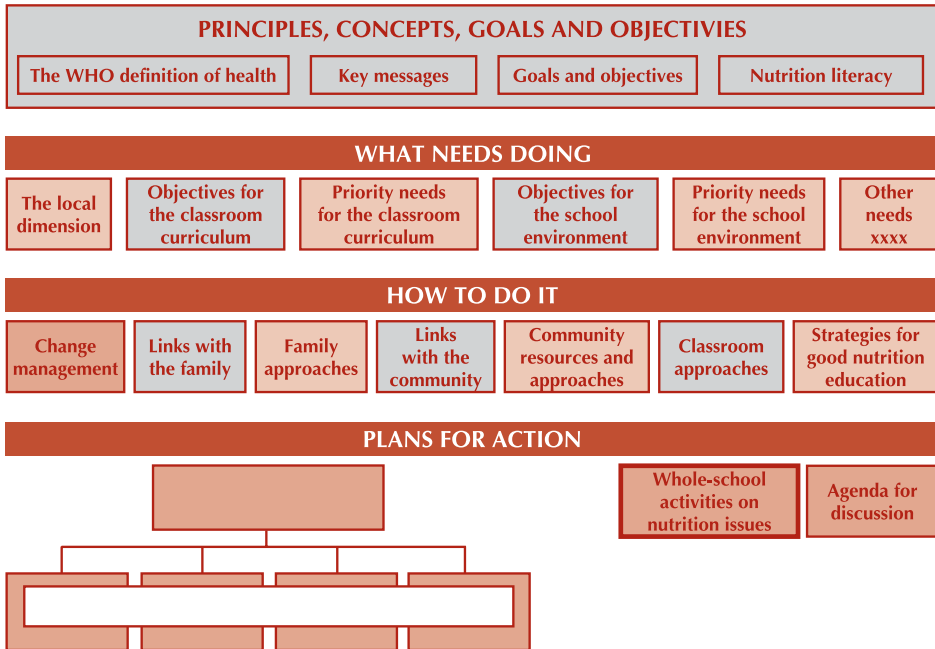 PRINCIPLES, CONCEPTS, GOALS AND OBJECTIVIES
The WHO definition of health
Key messages
Goals and objectives
Nutrition literacy
WHAT NEEDS DOING
The local
dimension
Objectives for
the classroom
curriculum
Priority needs
for the classroom
curriculum
Objectives for
the school
environment
Priority needs
for the school
environment
Other
needs
xxxx
HOW TO DO IT
Change
management
Links with
the family
Family
approaches
Links
with the
community
Community
resources and
approaches
Classroom
approaches
Strategies for
good nutrition
education
PLANS FOR ACTION
Whole-school
activities on
nutrition issues
Agenda for
discussion